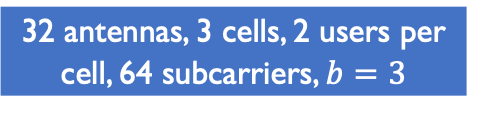 32 antennas, 3 cells, 2 users per
cell, 64 subcarriers, b = 3